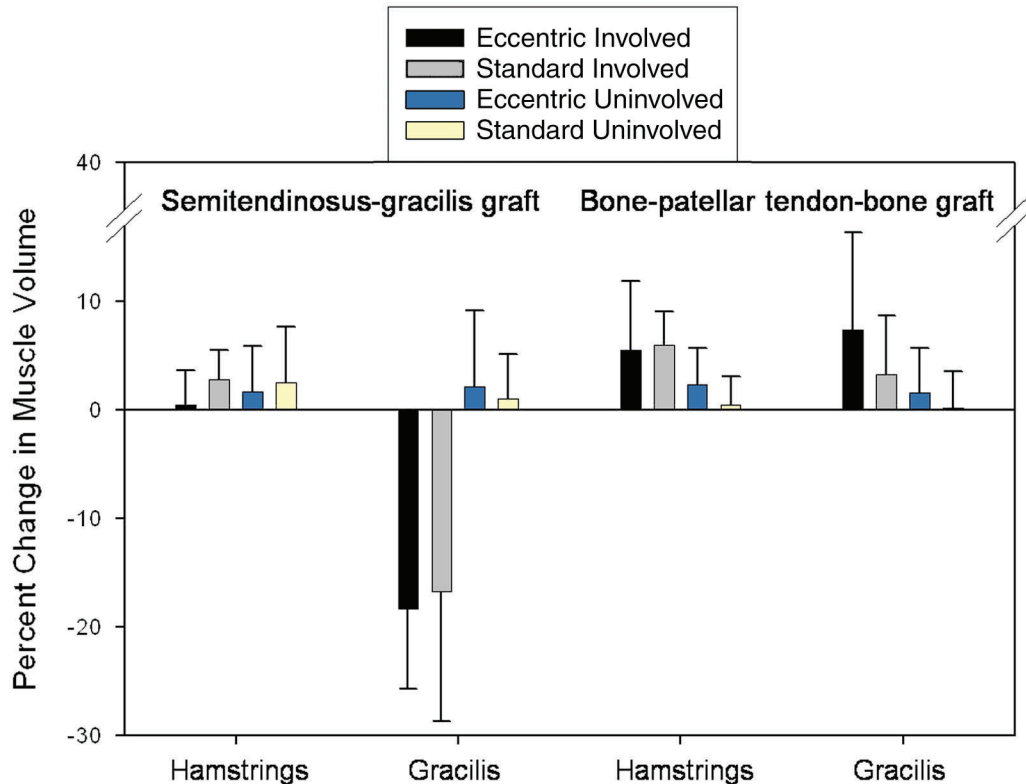 Eccentric Involved
Standard Involved
Eccentric Uninvolved
Standard Uninvolved
40
Semitendinosus-gracilis graft Bone-patellar tendon-bone graft
10
0
-10
-20
-30
Percent Change in Muscle Volume
Hamstrings Gracilis Hamstrings Gracilis